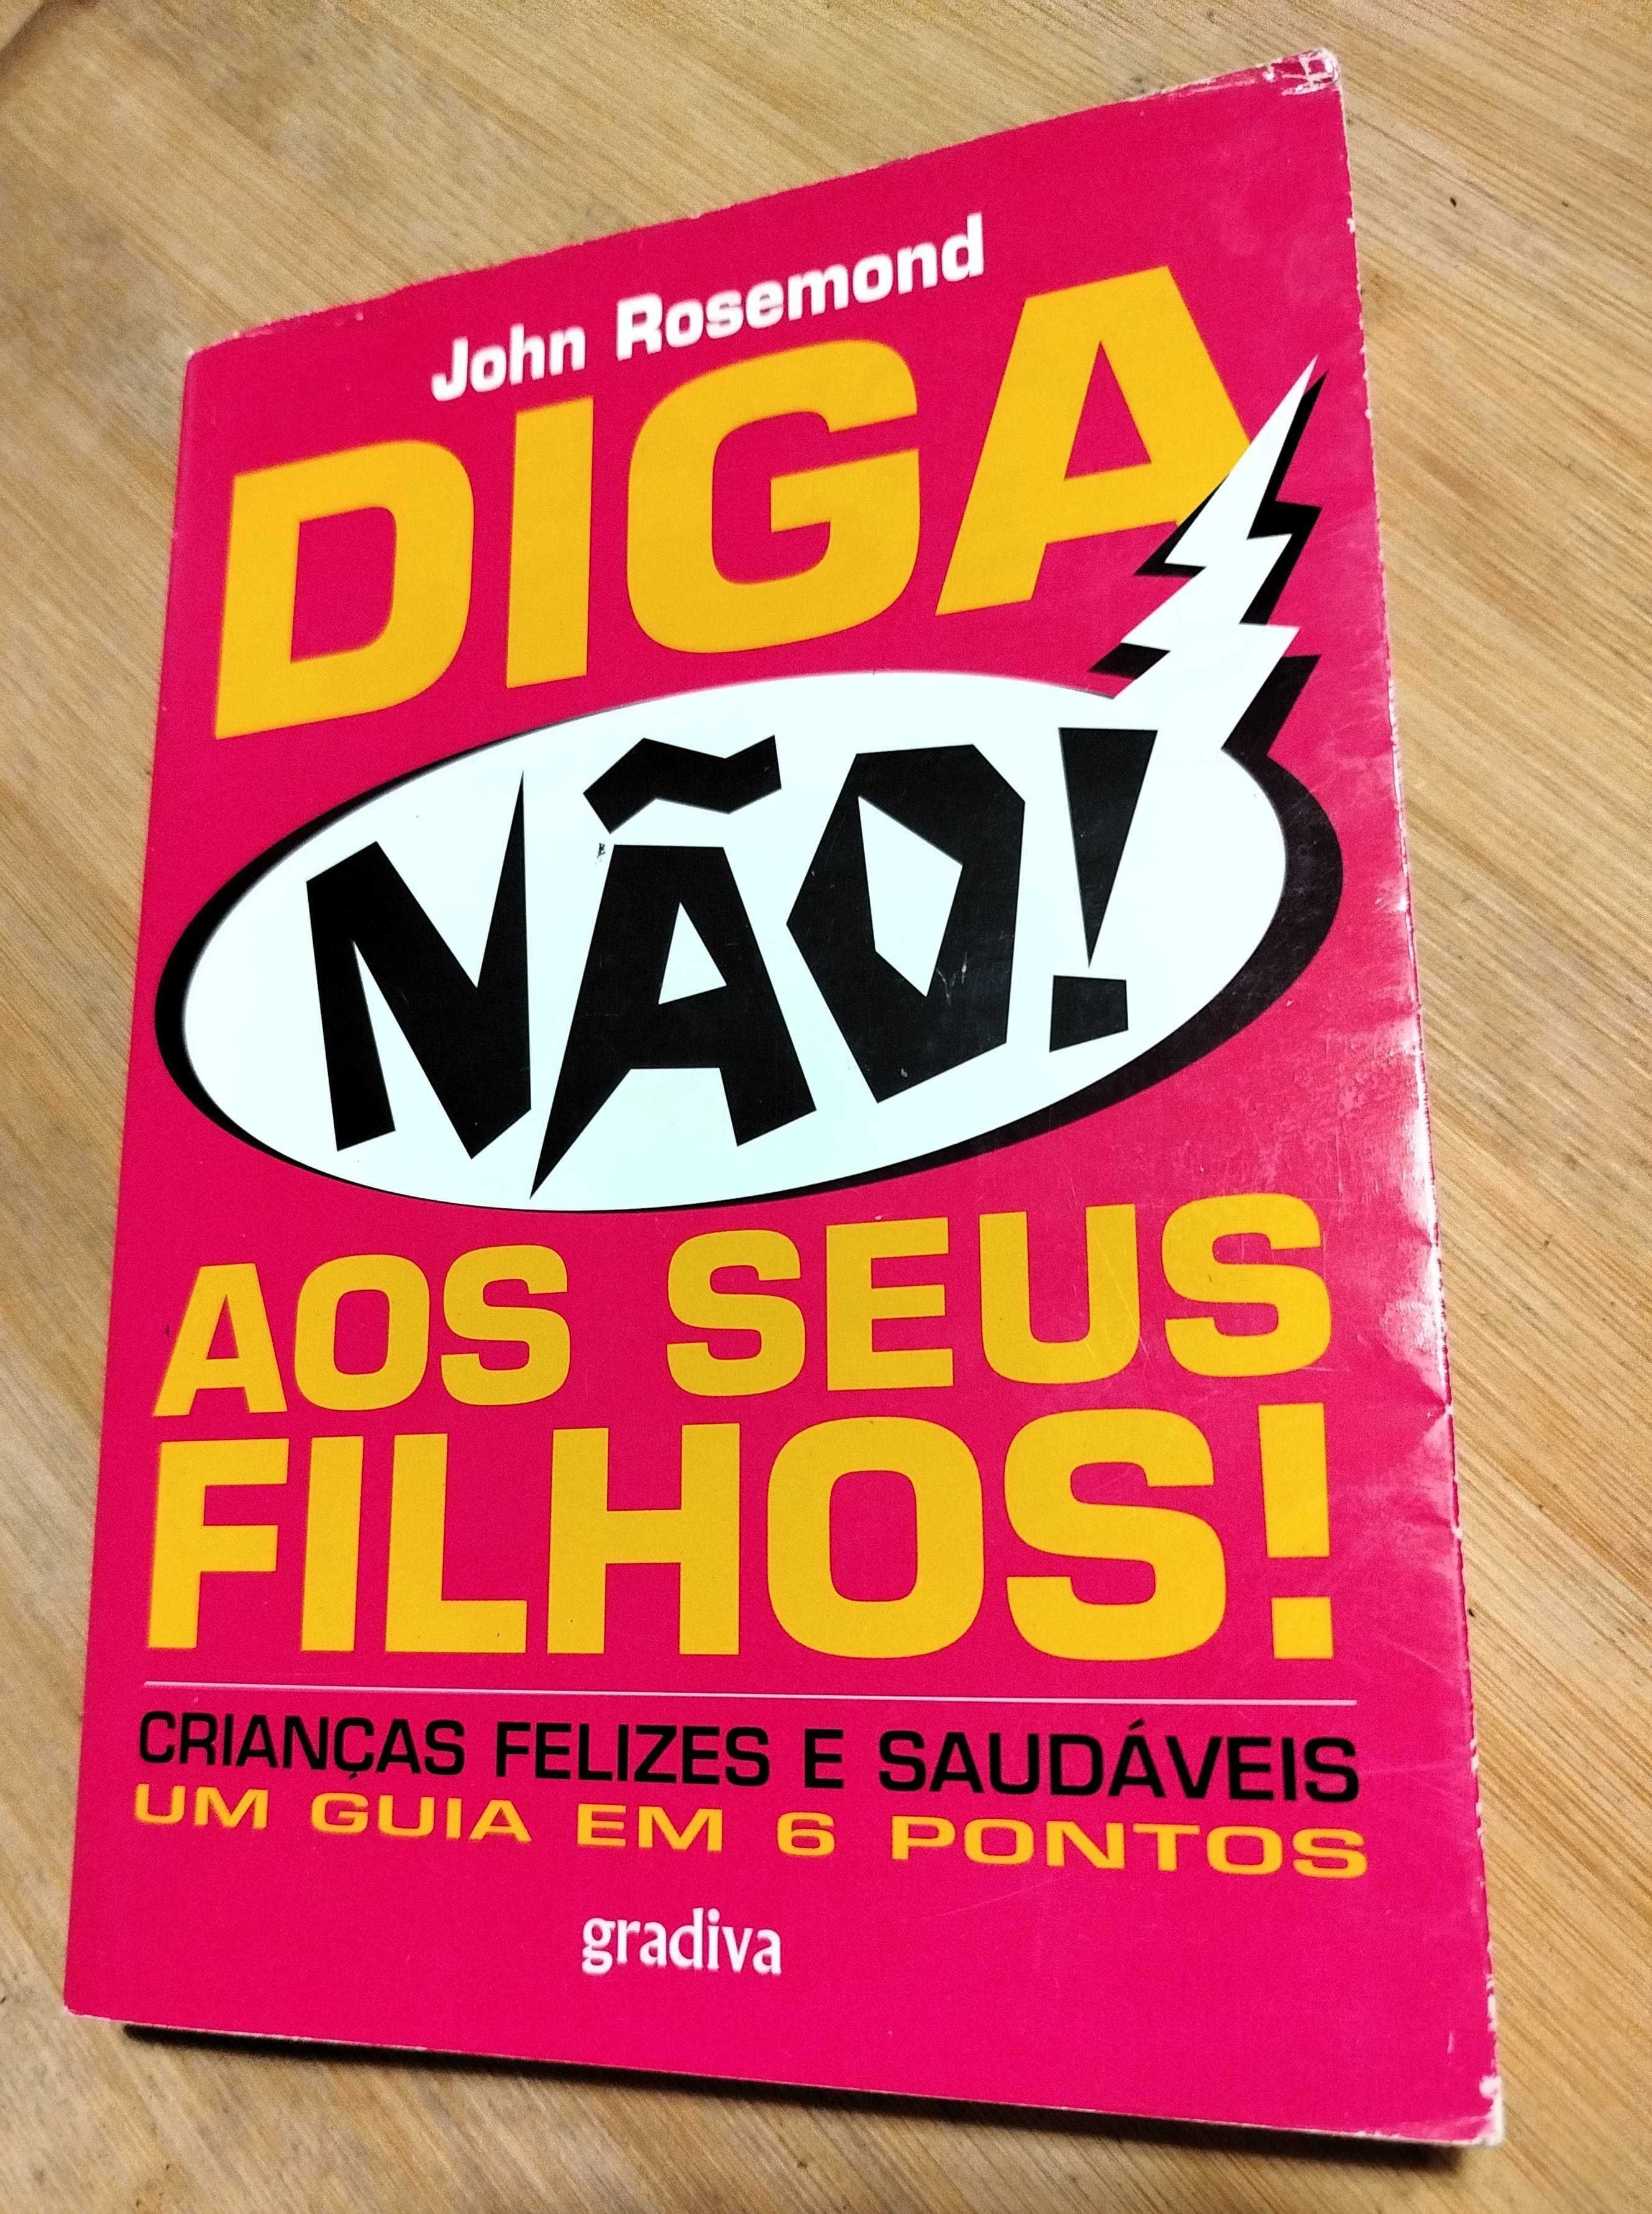 John Rosemond
DIGA
NÃO!
AOS SEUS
FILHOS!
CRIANÇAS FELIZES E SAUDÁVEIS
UM GUIA EM 6 PONTOS
gradiva